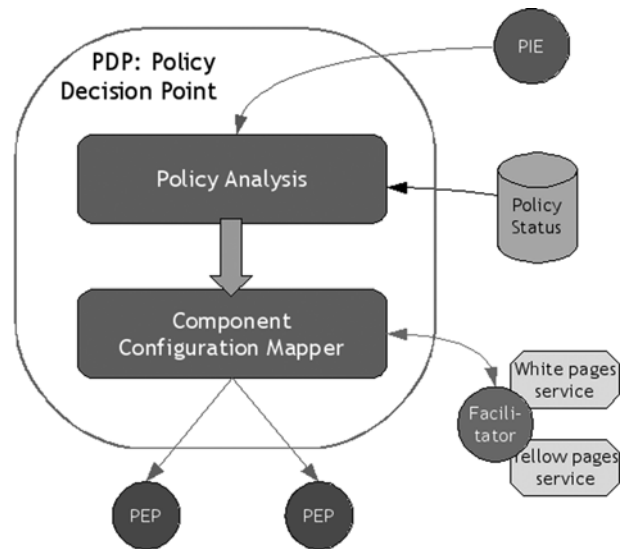 PDP: Policy
Decision Point
PIE
Policy Analysis
Policy
Status
Component
Configuration Mapper
White pages
service
Facili-
tator
Yellow pages
service
PEP
PEP